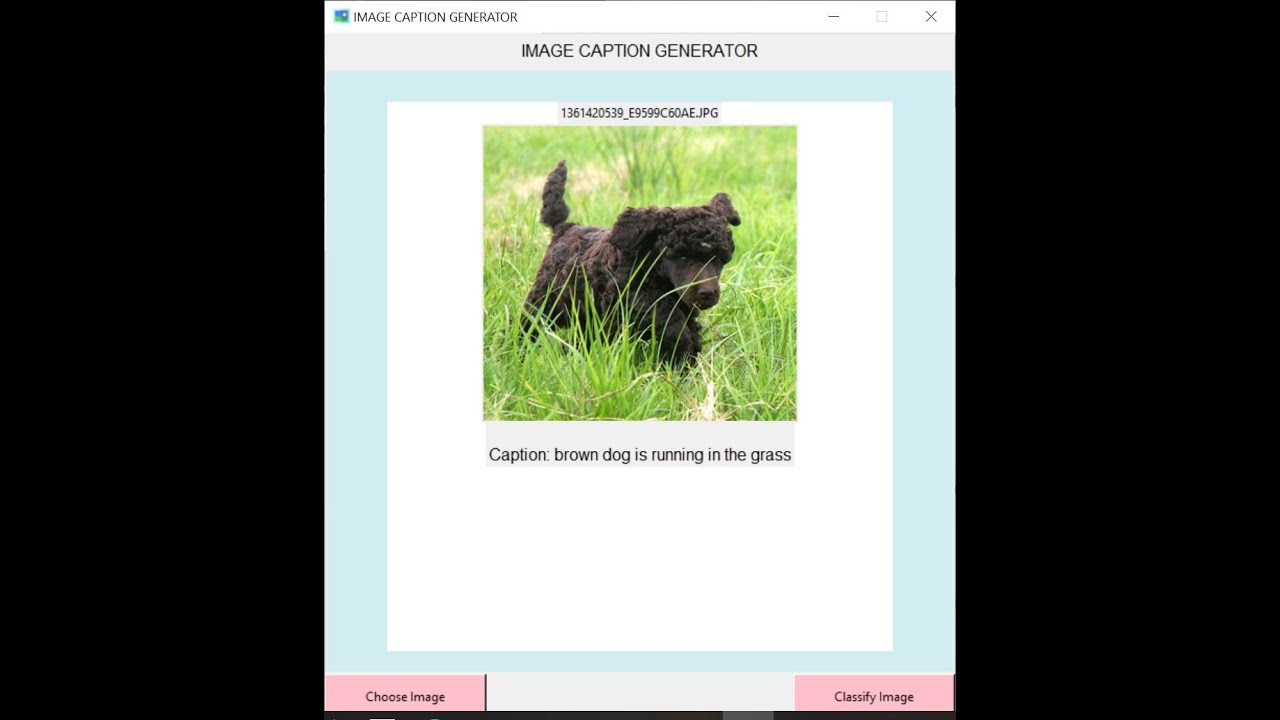 IMAGE CAPTION GENERATOR
IMAGE CAPTION GENERATOR
1361420539_E9599C60AE.JPG
Caption: brown dog is running in the grass
Choose Image
Classify Image